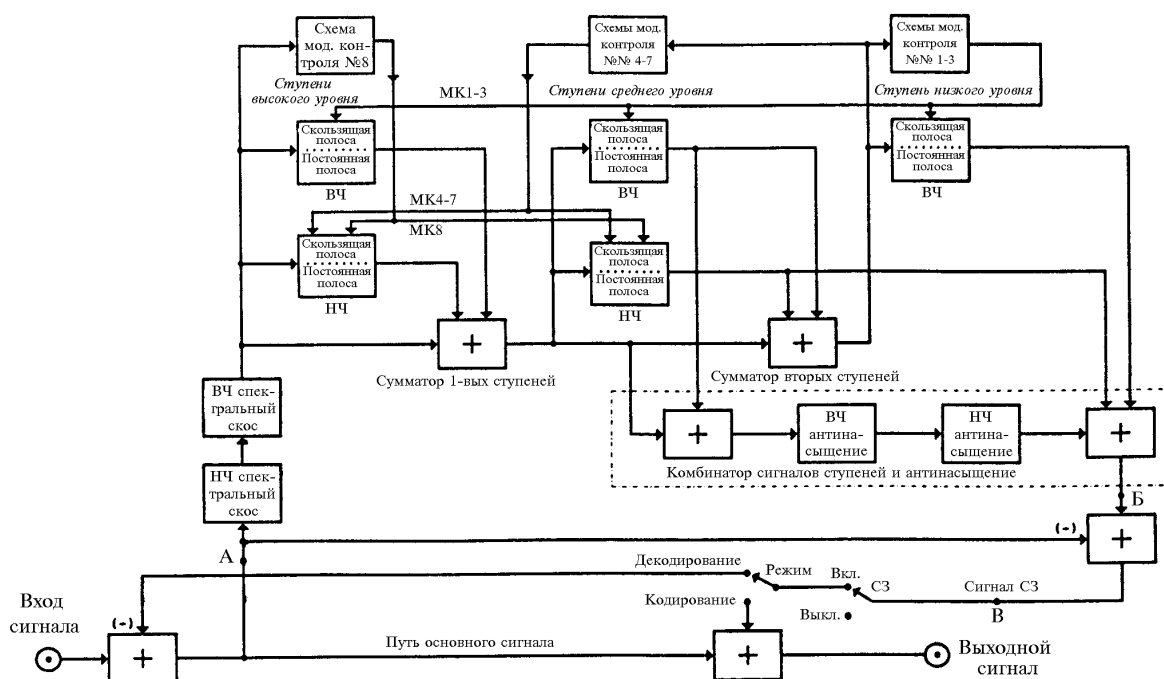 Схема
мод. кон-
троля №8
Схемы мод.
контроля
№№ 4-7
Схемы мод.
контроля
№№ 1-3
Ступени
высокого уровня
МК1-3
Ступени среднего уровня
Ступень низкого уровня
Скользящая
полоса
Постоянная
полоса
ВЧ
Скользящая
полоса
Постоянная
полоса
ВЧ
Скользящая
полоса
Постоянная
полоса
ВЧ
МК4-7
МК8
Скользящая
полоса
Постоянная
полоса
НЧ
Скользящая
полоса
Постоянная
полоса
НЧ
+
Сумматор 1-вых ступеней
+
Сумматор вторых ступеней
ВЧ спек-
тральный
скос
НЧ спек-
тральный
скос
+
ВЧ
антина-
сыщение
НЧ
антина-
сыщение
+
Комбинатор сигналов ступеней и антинасыщение
Б
(-)
+
А
Декодирование
Режим
Вкл.
СЗ
Сигнал СЗ
В
Кодирование
Выкл.
Вход
сигнала
(-)
+
Путь основного сигнала
+
Выходной
сигнал